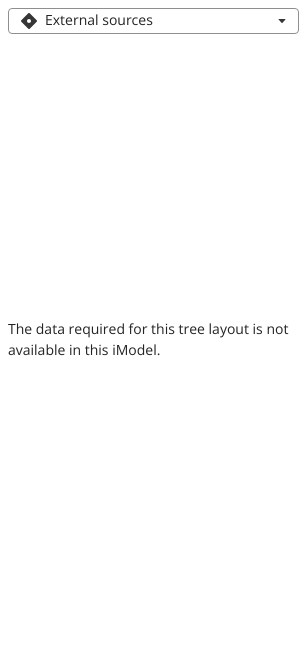 External sources
The data required for this tree layout is not
available in this iModel.